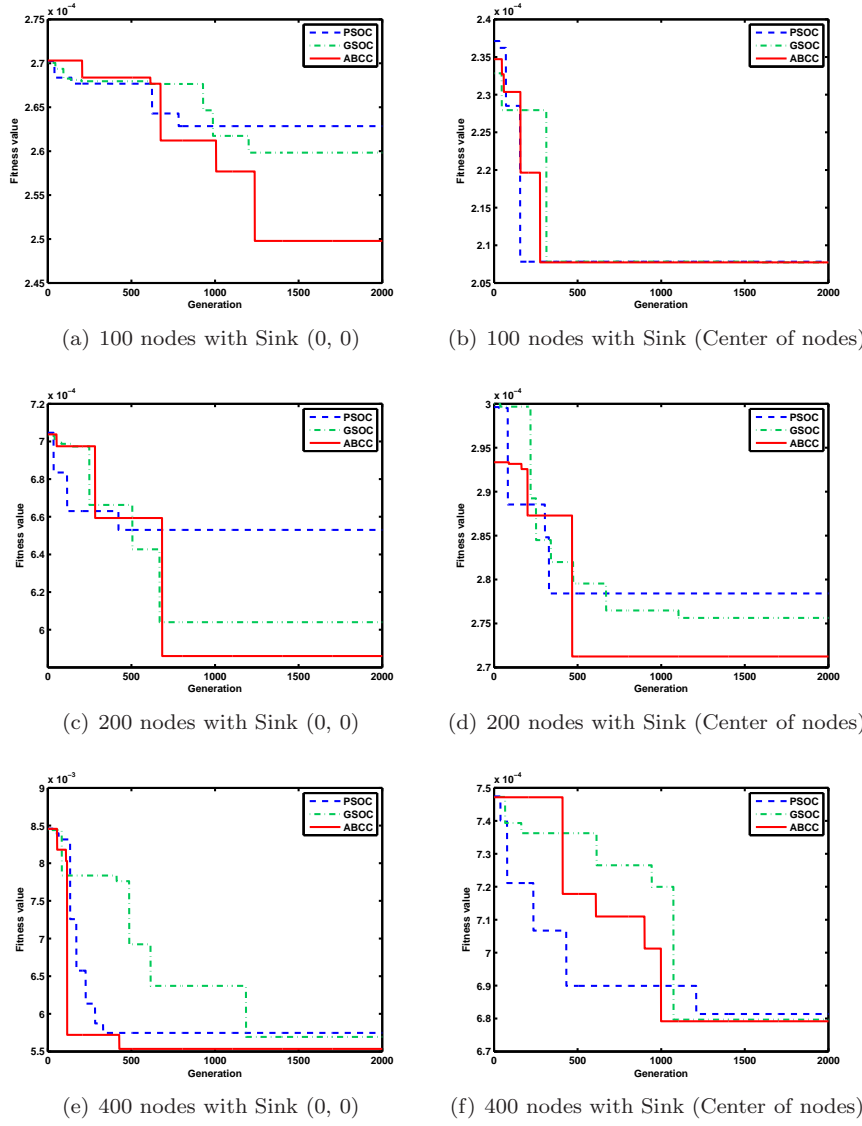 x 10⁻⁴
2.75
2.7
2.65
2.6
2.55
2.5
2.45
Fitness value
0 500 1000 1500 2000
Generation
PSOC
GSOC
ABCC
(a) 100 nodes with Sink (0, 0)
x 10⁻⁴
2.4
2.35
2.3
2.25
2.2
2.15
2.1
2.05
Fitness value
0 500 1000 1500 2000
Generation
PSOC
GSOC
ABCC
(b) 100 nodes with Sink (Center of nodes)
x 10⁻⁴
7.2
7
6.8
6.6
6.4
6.2
6
Fitness value
0 500 1000 1500 2000
Generation
PSOC
GSOC
ABCC
(c) 200 nodes with Sink (0, 0)
x 10⁻⁴
3
2.95
2.9
2.85
2.8
2.75
2.7
Fitness value
0 500 1000 1500 2000
Generation
PSOC
GSOC
ABCC
(d) 200 nodes with Sink (Center of nodes)
x 10⁻³
9
8.5
8
7.5
7
6.5
6
5.5
Fitness value
0 500 1000 1500 2000
Generation
PSOC
GSOC
ABCC
(e) 400 nodes with Sink (0, 0)
x 10⁻⁴
7.5
7.4
7.3
7.2
7.1
7
6.9
6.8
6.7
Fitness value
0 500 1000 1500 2000
Generation
PSOC
GSOC
ABCC
(f) 400 nodes with Sink (Center of nodes)